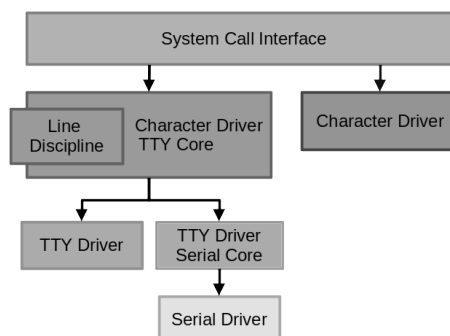 System Call Interface
Line
Discipline
Character Driver
TTY Core
Character Driver
TTY Driver
TTY Driver
Serial Core
Serial Driver